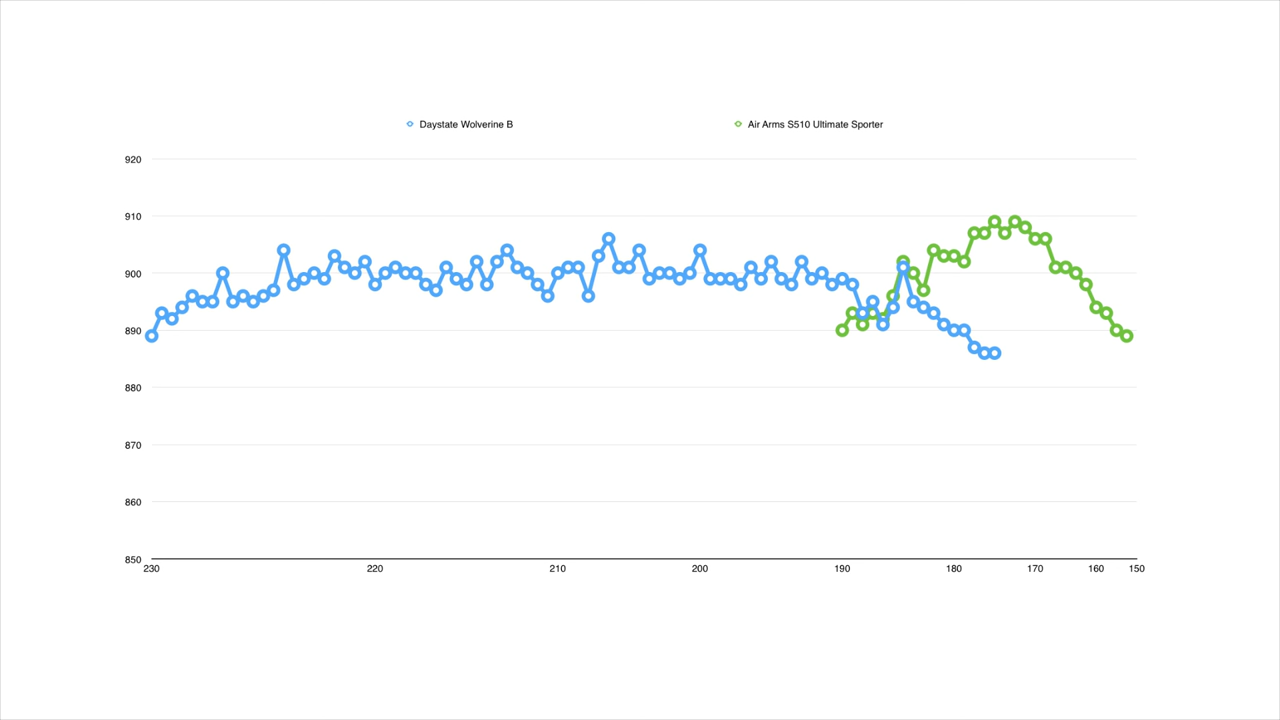 Daystate Wolverine B
Air Arms S510 Ultimate Sporter
920
910
900
890
880
870
860
850
230 220 210 200 190 180 170 160 150